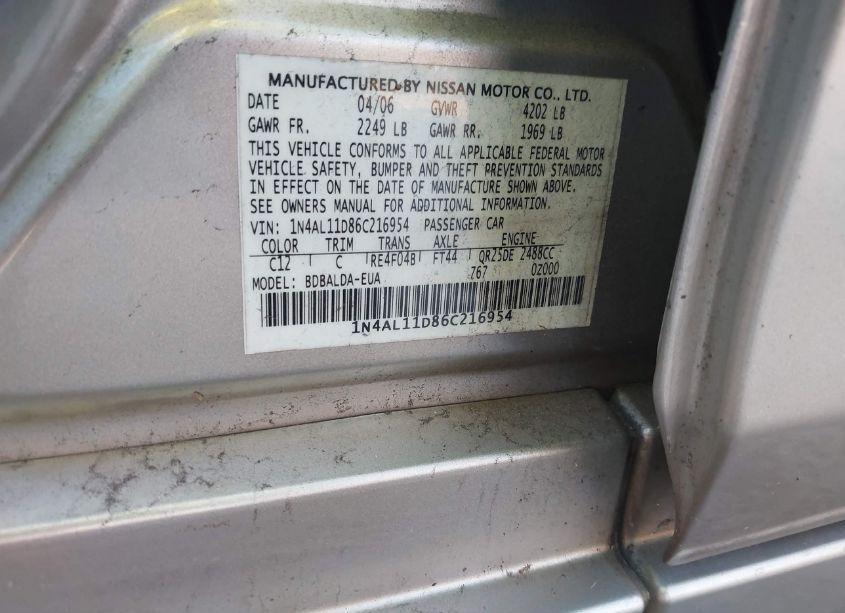 MANUFACTURED BY NISSAN MOTOR CO., LTD.
DATE 04/06 GVWR 4202 LB
GAWR FR. 2249 LB GAWR RR. 1969 LB
THIS VEHICLE CONFORMS TO ALL APPLICABLE FEDERAL MOTOR
VEHICLE SAFETY, BUMPER AND THEFT PREVENTION STANDARDS
IN EFFECT ON THE DATE OF MANUFACTURE SHOWN ABOVE.
SEE OWNERS MANUAL FOR ADDITIONAL INFORMATION.
VIN: 1N4AL11D86C216954 PASSENGER CAR
COLOR TRIM TRANS AXLE ENGINE
C12 C RE4F04B FT44 QR25DE 2488CC
MODEL: BDBALDA-EUA 767 0Z000
1N4AL11D86C216954